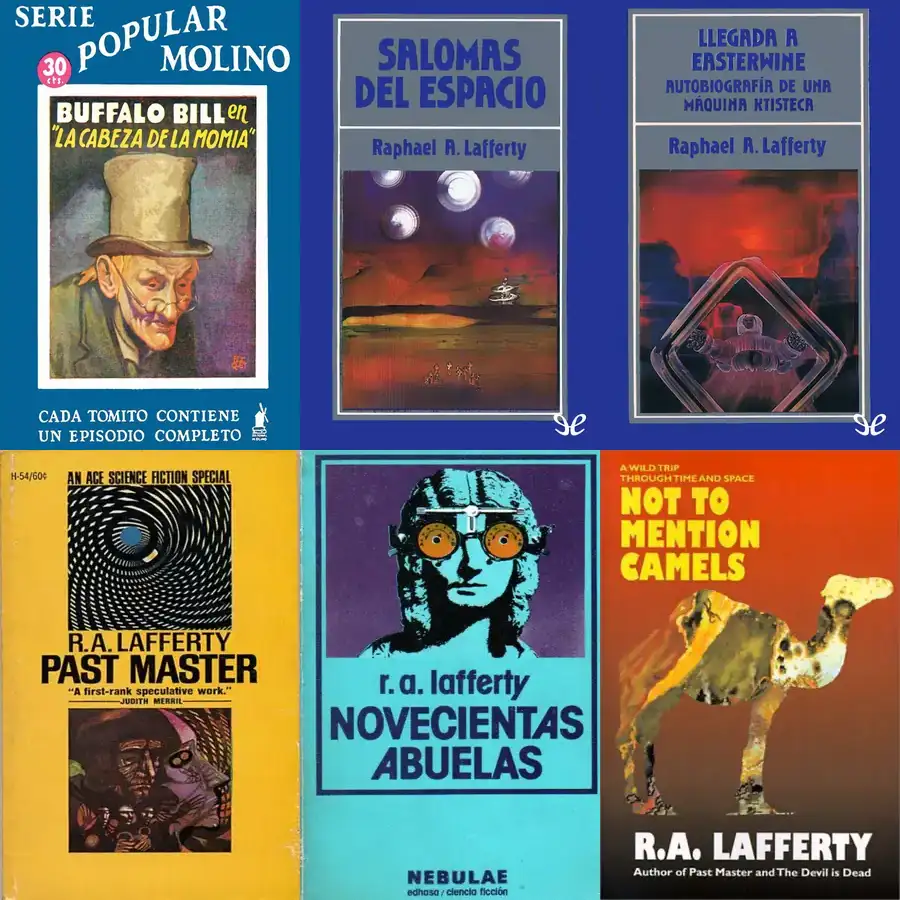 SERIE
POPULAR
MOLINO
30
cts.
BUFFALO BILL en
"LA CABEZA DE LA MOMIA"
CADA TOMITO CONTIENE
UN EPISODIO COMPLETO
SALOMAS
DEL ESPACIO
Raphael A. Lafferty
LLEGADA A
EASTERWINE
AUTOBIOGRAFÍA DE UNA
MÁQUINA KTISTECA
Raphael A. Lafferty
H-54/60¢
AN ACE SCIENCE FICTION SPECIAL
R.A. LAFFERTY
PAST MASTER
"A first-rank speculative work."
JUDITH MERRIL
r.a. lafferty
NOVECIENTAS
ABUELAS
NEBULAE
edhasa / ciencia ficción
A WILD TRIP
THROUGH TIME AND SPACE
NOT TO
MENTION
CAMELS
R.A. LAFFERTY
Author of Past Master and The Devil is Dead